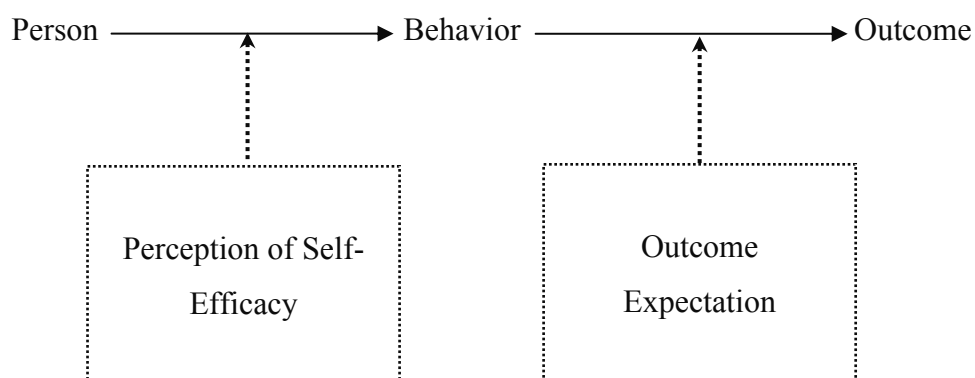 Person Behavior Outcome
Perception of Self-
Efficacy
Outcome
Expectation